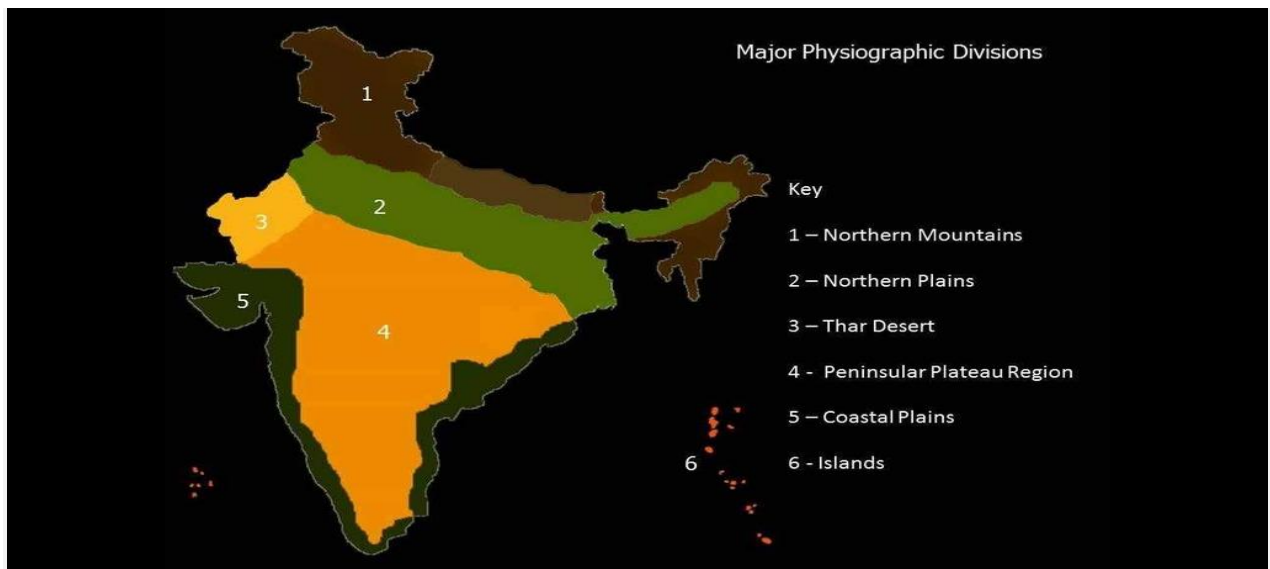 Major Physiographic Divisions
1
2
3
5
4
6
Key
1 – Northern Mountains
2 – Northern Plains
3 – Thar Desert
4 - Peninsular Plateau Region
5 – Coastal Plains
6 - Islands